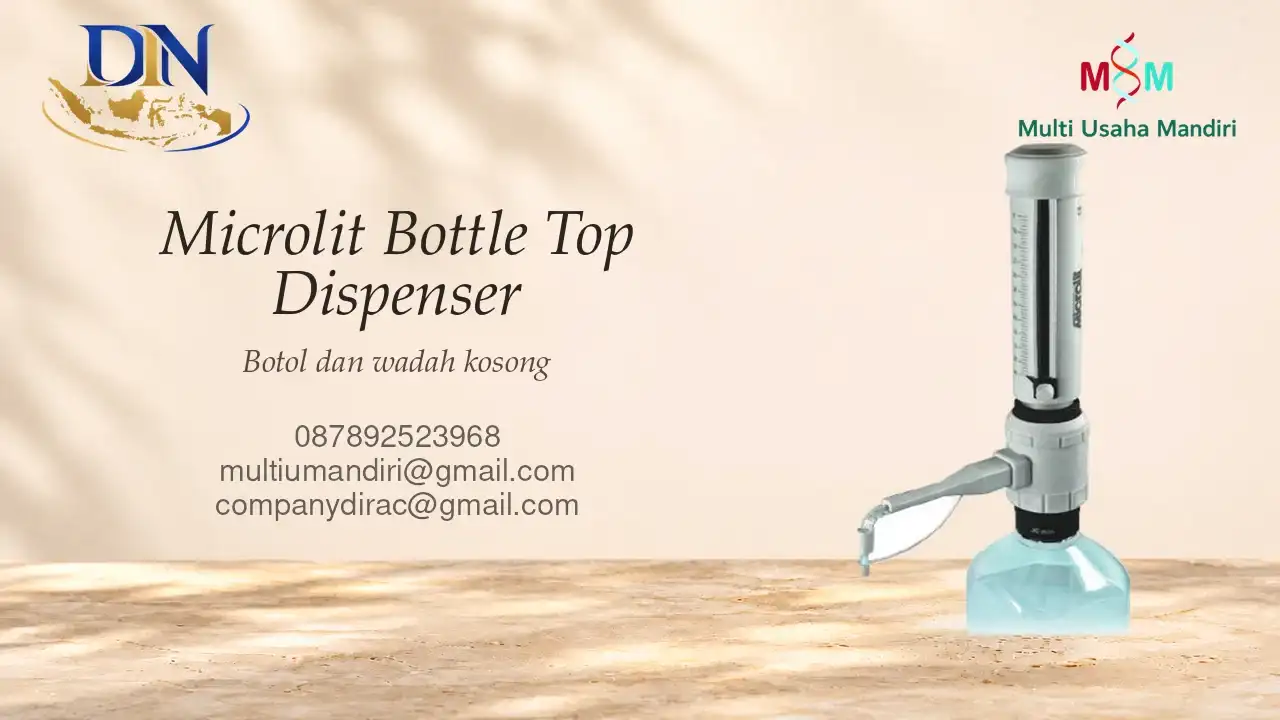 DIN
M M
Multi Usaha Mandiri
Microlit Bottle Top
Dispenser
Botol dan wadah kosong
087892523968
multiumandiri@gmail.com
companydirac@gmail.com
Microlit